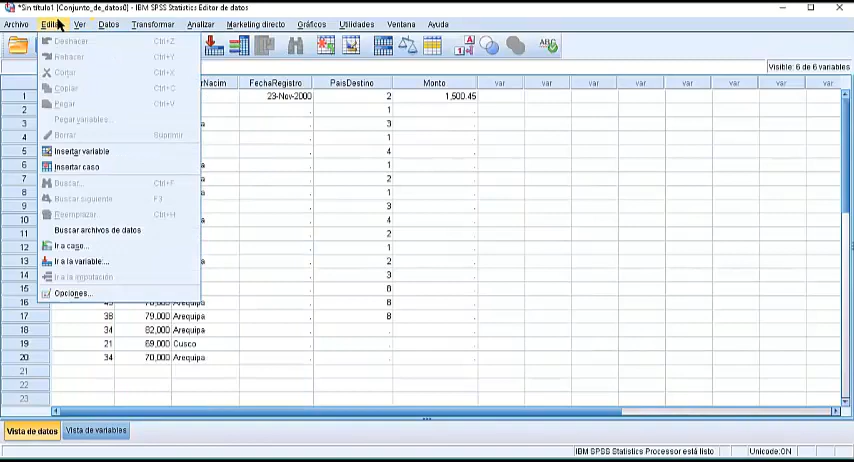 *Sin título1 [Conjunto_de_datos0] - IBM SPSS Statistics Editor de datos
Archivo Editar Ver Datos Transformar Analizar Marketing directo Gráficos Utilidades Ventana Ayuda
Visible: 6 de 6 variables
Deshacer... Ctrl+Z
Rehacer Ctrl+Y
Cortar Ctrl+X
Copiar Ctrl+C
Pegar Ctrl+V
Pegar variables...
Borrar Suprimir
Insertar variable
Insertar caso
Buscar... Ctrl+F
Buscar siguiente F3
Reemplazar... Ctrl+H
Buscar archivos de datos
Ir a caso...
Ir a la variable:...
Ir a la imputación
Opciones...
rNacim FechaRegistro PaisDestino Monto var var var var var var var var
1 23-Nov-2000 2 1,500.45
2 . 1 .
3 a . 3 .
4 . 1 .
5 a . 4 .
6 a . 1 .
7 a . 2 .
8 a . 1 .
9 . 3 .
10 a . 4 .
11 . 2 .
12 . 1 .
13 a . 2 .
14 . 3 .
15 . 8 .
16 Arequipa . 8 .
17 38 79,000 Arequipa . 8 .
18 34 82,000 Arequipa . . .
19 21 69,000 Cusco . . .
20 34 70,000 Arequipa . . .
21
22
23
Vista de datos Vista de variables
IBM SPSS Statistics Processor está listo Unicode:ON